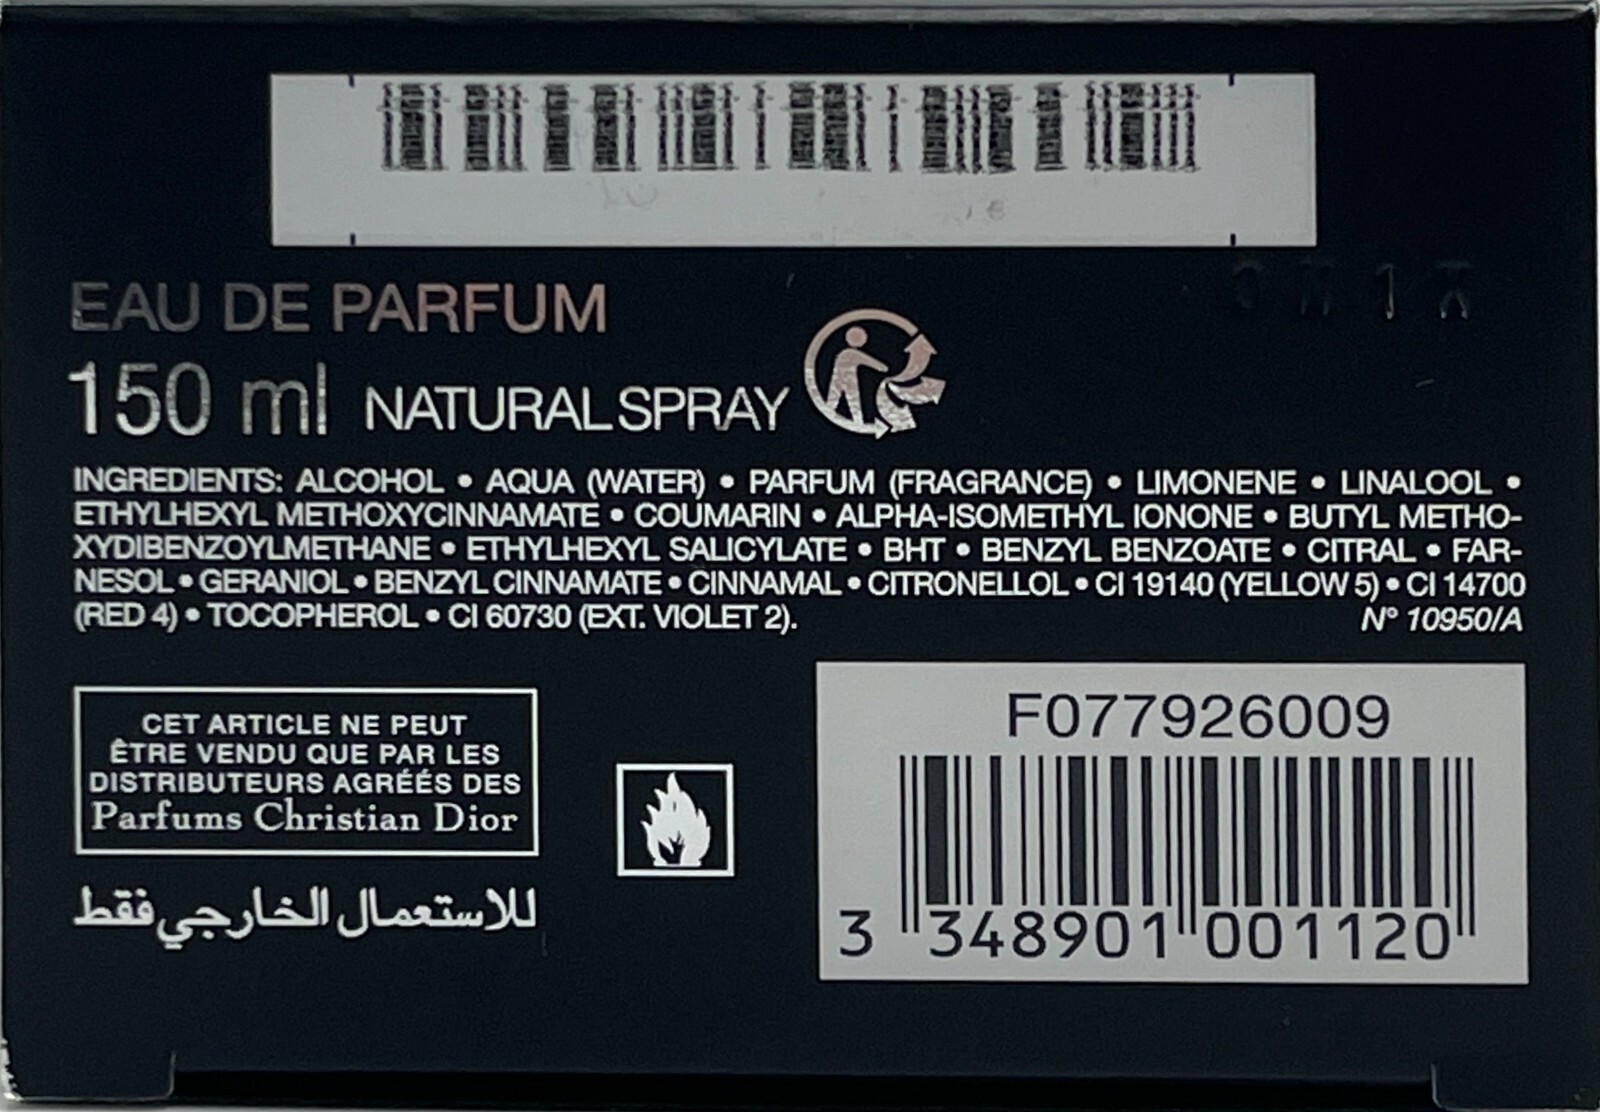 EAU DE PARFUM
150 ml NATURAL SPRAY
INGREDIENTS: ALCOHOL • AQUA (WATER) • PARFUM (FRAGRANCE) • LIMONENE • LINALOOL •
ETHYLHEXYL METHOXYCINNAMATE • COUMARIN • ALPHA-ISOMETHYL IONONE • BUTYL METHO-
XYDIBENZOYLMETHANE • ETHYLHEXYL SALICYLATE • BHT • BENZYL BENZOATE • CITRAL • FAR-
NESOL • GERANIOL • BENZYL CINNAMATE • CINNAMAL • CITRONELLOL • CI 19140 (YELLOW 5) • CI 14700
(RED 4) • TOCOPHEROL • CI 60730 (EXT. VIOLET 2).
N° 10950/A
CET ARTICLE NE PEUT
ÊTRE VENDU QUE PAR LES
DISTRIBUTEURS AGRÉÉS DES
Parfums Christian Dior
للاستعمال الخارجي فقط
F077926009
3 348901 001120